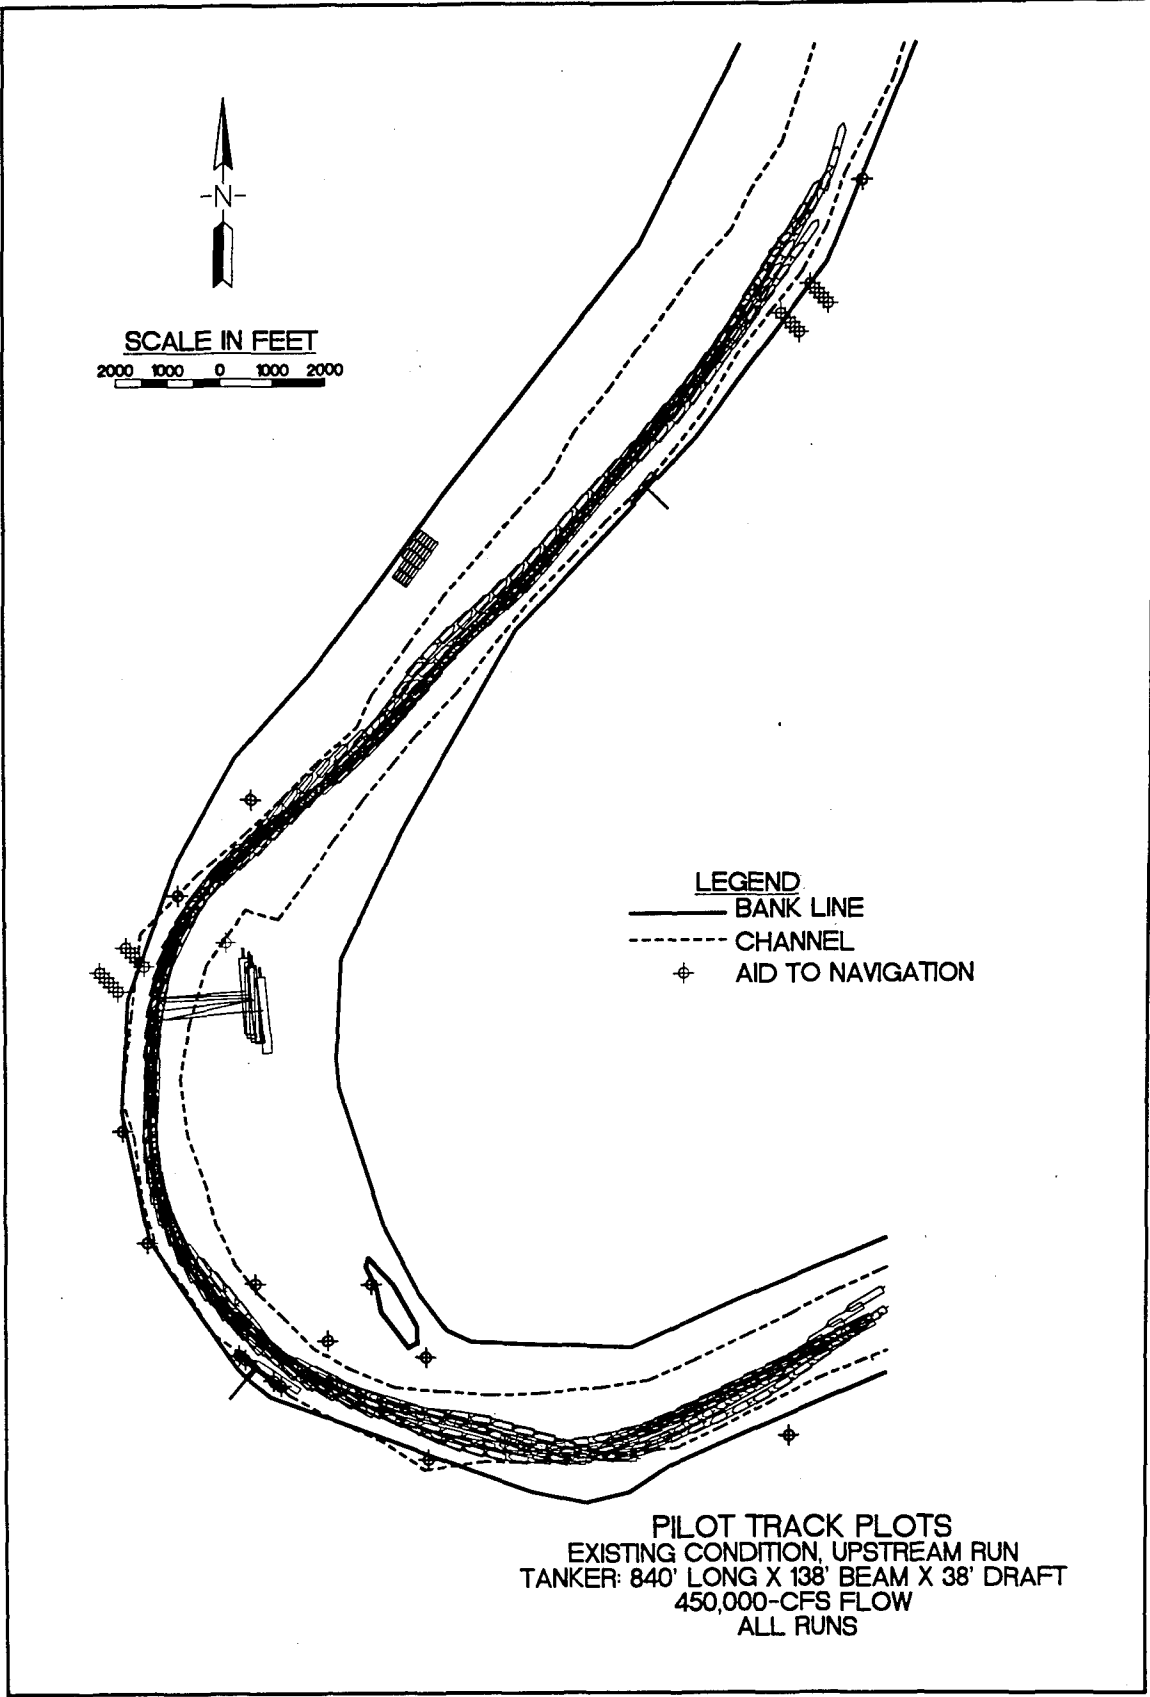 N
SCALE IN FEET
2000 1000 0 1000 2000
LEGEND
BANK LINE
CHANNEL
AID TO NAVIGATION
PILOT TRACK PLOTS
EXISTING CONDITION, UPSTREAM RUN
TANKER: 840' LONG X 138' BEAM X 38' DRAFT
450,000-CFS FLOW
ALL RUNS